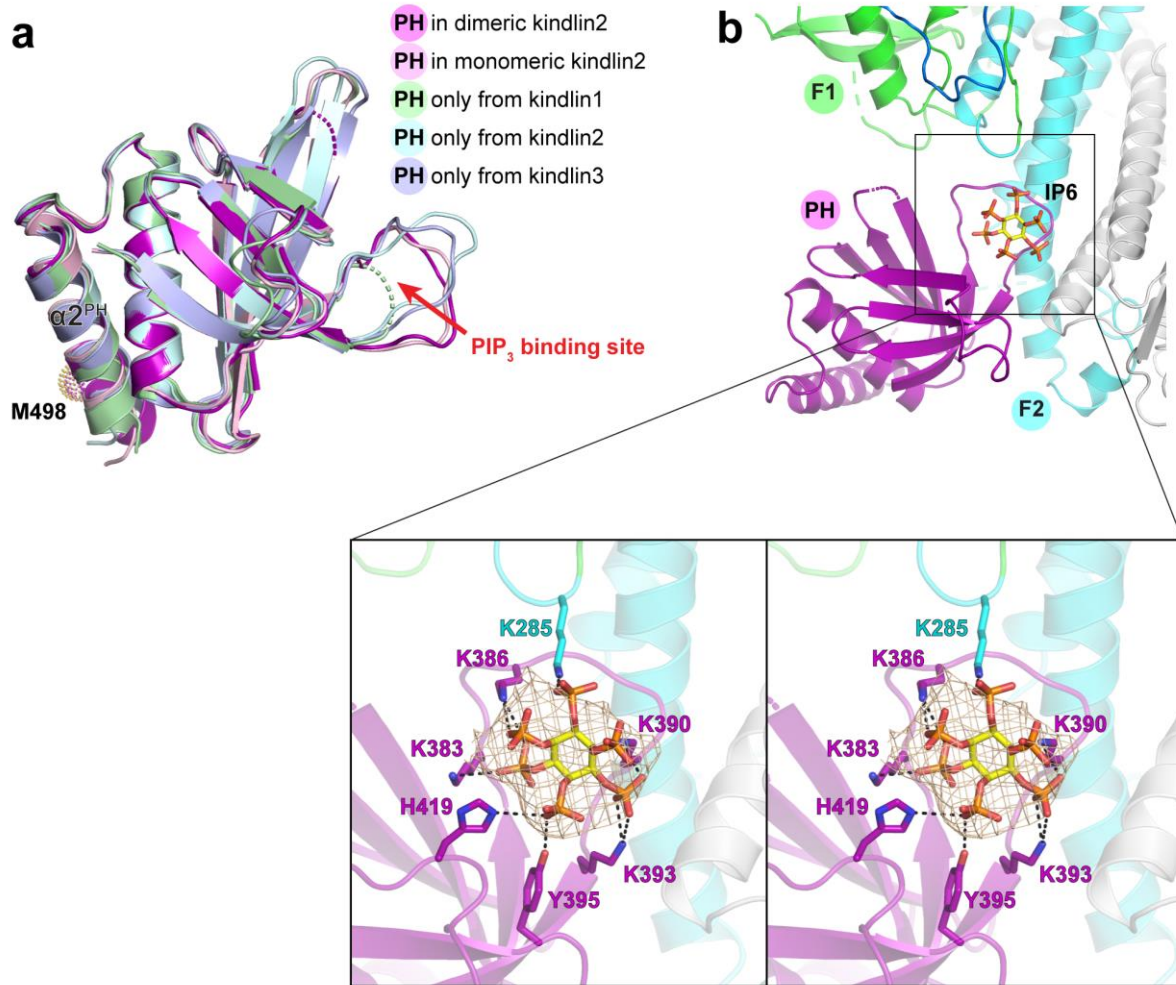 a
PH in dimeric kindlin2
PH in monomeric kindlin2
PH only from kindlin1
PH only from kindlin2
PH only from kindlin3
α2ᴾᴴ
M498
PIP₃ binding site
b
F1
PH
IP6
F2
K285
K386
K390
K383
H419
K393
Y395
K285
K386
K390
K383
H419
K393
Y395